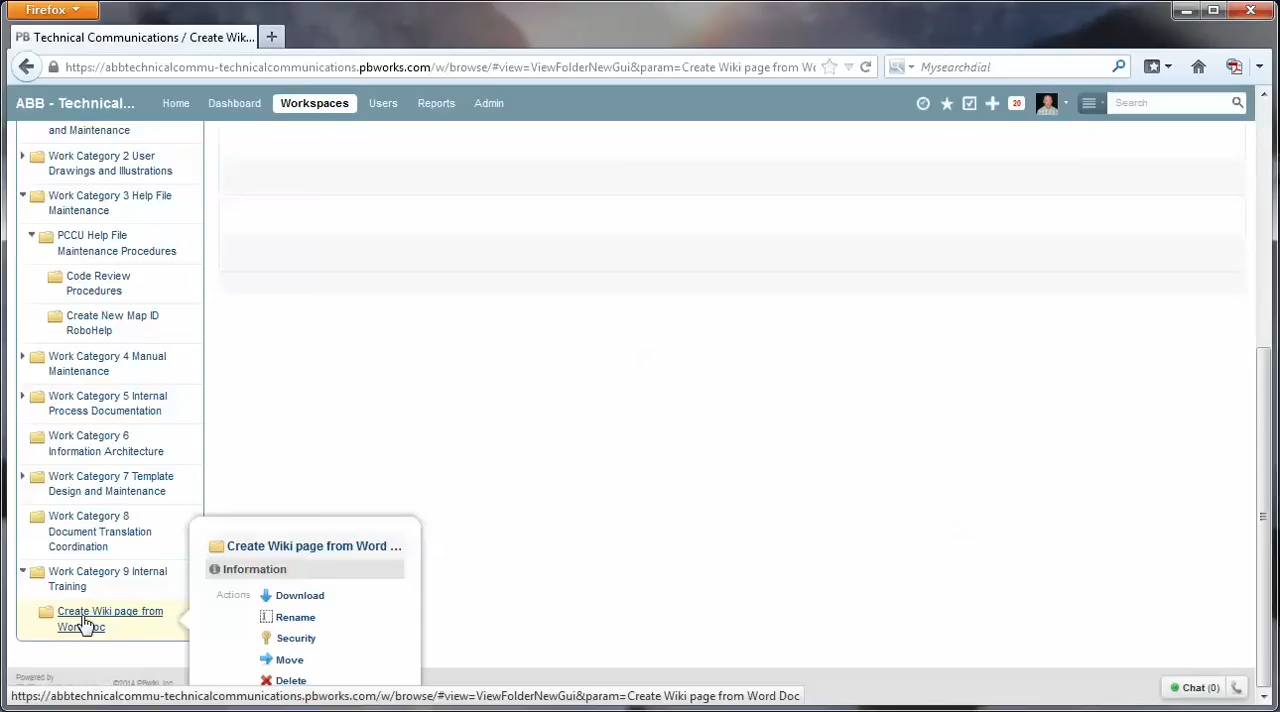 Firefox
PB Technical Communications / Create Wik...
https://abbtechnicalcommu-technicalcommunications.pbworks.com/w/browse/#view=ViewFolderNewGui&param=Create Wiki page from Wo
Mysearchdial
ABB - Technical...
Home
Dashboard
Workspaces
Users
Reports
Admin
20
Search
and Maintenance
Work Category 2 User
Drawings and Illustrations
Work Category 3 Help File
Maintenance
PCCU Help File
Maintenance Procedures
Code Review
Procedures
Create New Map ID
RoboHelp
Work Category 4 Manual
Maintenance
Work Category 5 Internal
Process Documentation
Work Category 6
Information Architecture
Work Category 7 Template
Design and Maintenance
Work Category 8
Document Translation
Coordination
Work Category 9 Internal
Training
Create Wiki page from
Word Doc
Create Wiki page from Word ...
Information
Actions
Download
Rename
Security
Move
Delete
Powered by
©2014 PBwiki, Inc.
https://abbtechnicalcommu-technicalcommunications.pbworks.com/w/browse/#view=ViewFolderNewGui&param=Create Wiki page from Word Doc
Chat (0)